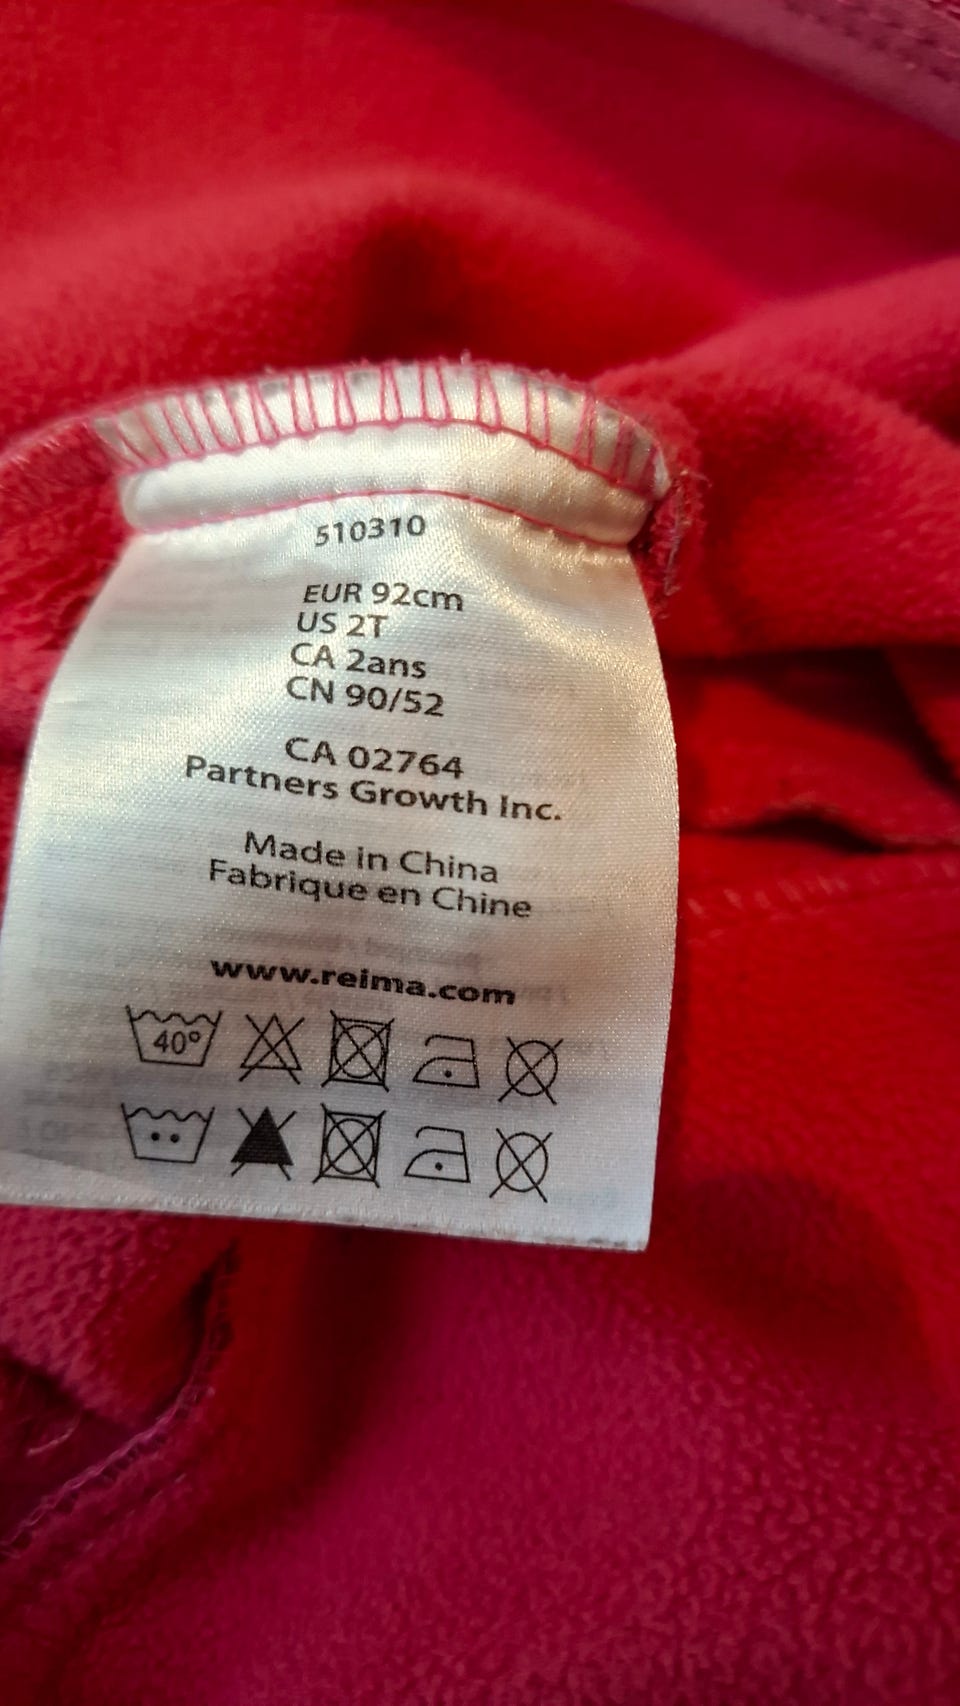 510310
EUR 92cm
US 2T
CA 2ans
CN 90/52
CA 02764
Partners Growth Inc.
Made in China
Fabrique en Chine
www.reima.com
40°